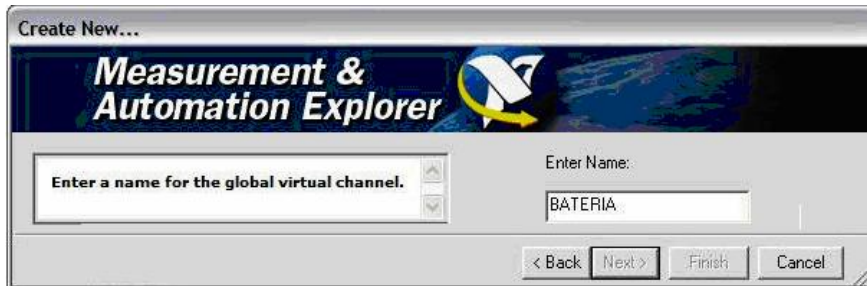 Create New...
Measurement &
Automation Explorer
Enter a name for the global virtual channel.
Enter Name:
BATERIA
< Back
Next >
Finish
Cancel